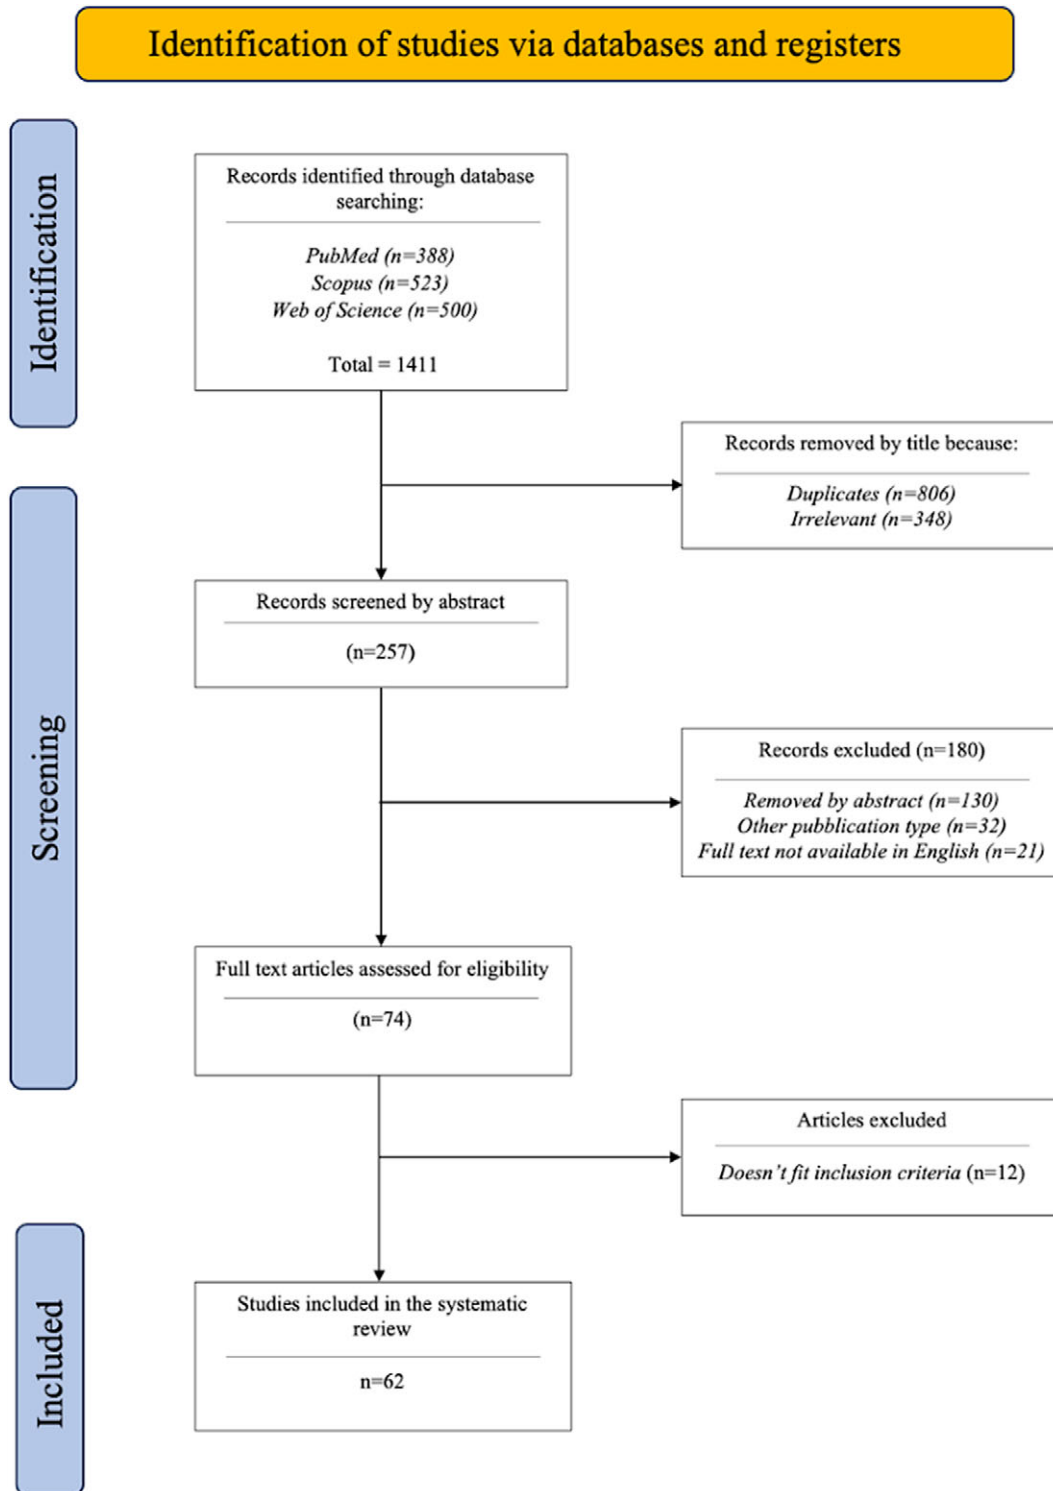 Identification of studies via databases and registers
Identification
Records identified through database
searching:
PubMed (n=388)
Scopus (n=523)
Web of Science (n=500)
Total = 1411
Records removed by title because:
Duplicates (n=806)
Irrelevant (n=348)
Screening
Records screened by abstract
(n=257)
Records excluded (n=180)
Removed by abstract (n=130)
Other pubblication type (n=32)
Full text not available in English (n=21)
Full text articles assessed for eligibility
(n=74)
Articles excluded
Doesn't fit inclusion criteria (n=12)
Included
Studies included in the systematic
review
n=62